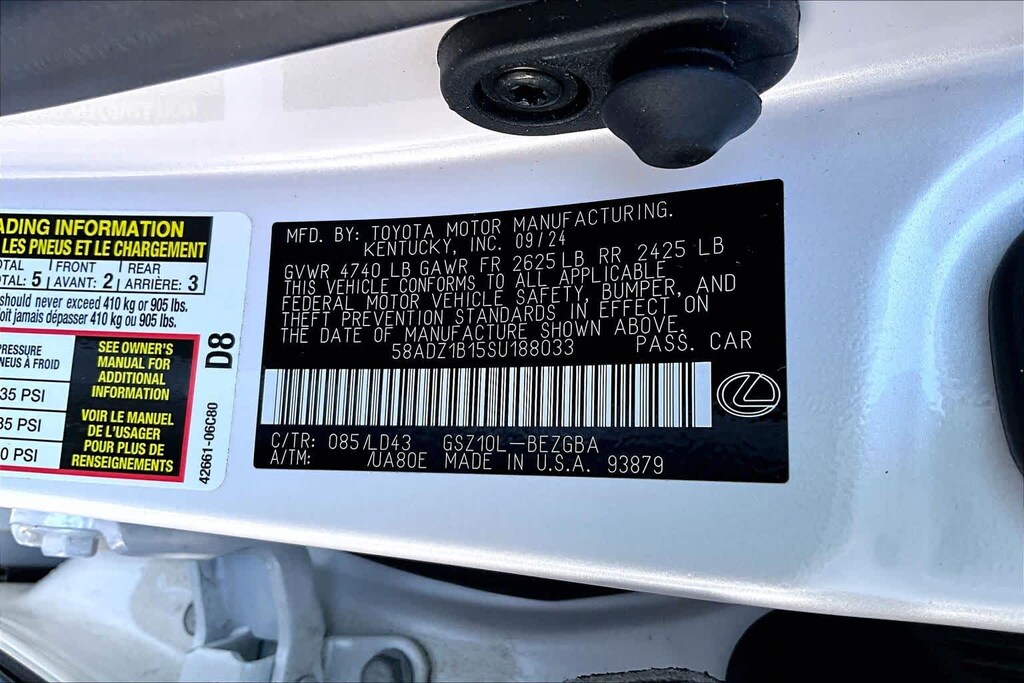 ADING INFORMATION
LES PNEUS ET LE CHARGEMENT
OTAL FRONT REAR
TAL: 5 AVANT: 2 ARRIÈRE: 3
should never exceed 410 kg or 905 lbs.
oit jamais dépasser 410 kg ou 905 lbs.
RESSURE
NEUS À FROID
35 PSI
35 PSI
0 PSI
SEE OWNER'S
MANUAL FOR
ADDITIONAL
INFORMATION
VOIR LE MANUEL
DE L'USAGER
POUR PLUS DE
RENSEIGNEMENTS
D8
42661-06C80
MFD. BY: TOYOTA MOTOR MANUFACTURING.
KENTUCKY, INC. 09/24
GVWR 4740 LB GAWR FR 2625 LB RR 2425 LB
THIS VEHICLE CONFORMS TO ALL APPLICABLE
FEDERAL MOTOR VEHICLE SAFETY, BUMPER, AND
THEFT PREVENTION STANDARDS IN EFFECT ON
THE DATE OF MANUFACTURE SHOWN ABOVE.
58ADZ1B15SU188033 PASS. CAR
C/TR: 085/LD43 GSZ10L-BEZGBA
A/TM: /UA80E MADE IN U.S.A. 93879